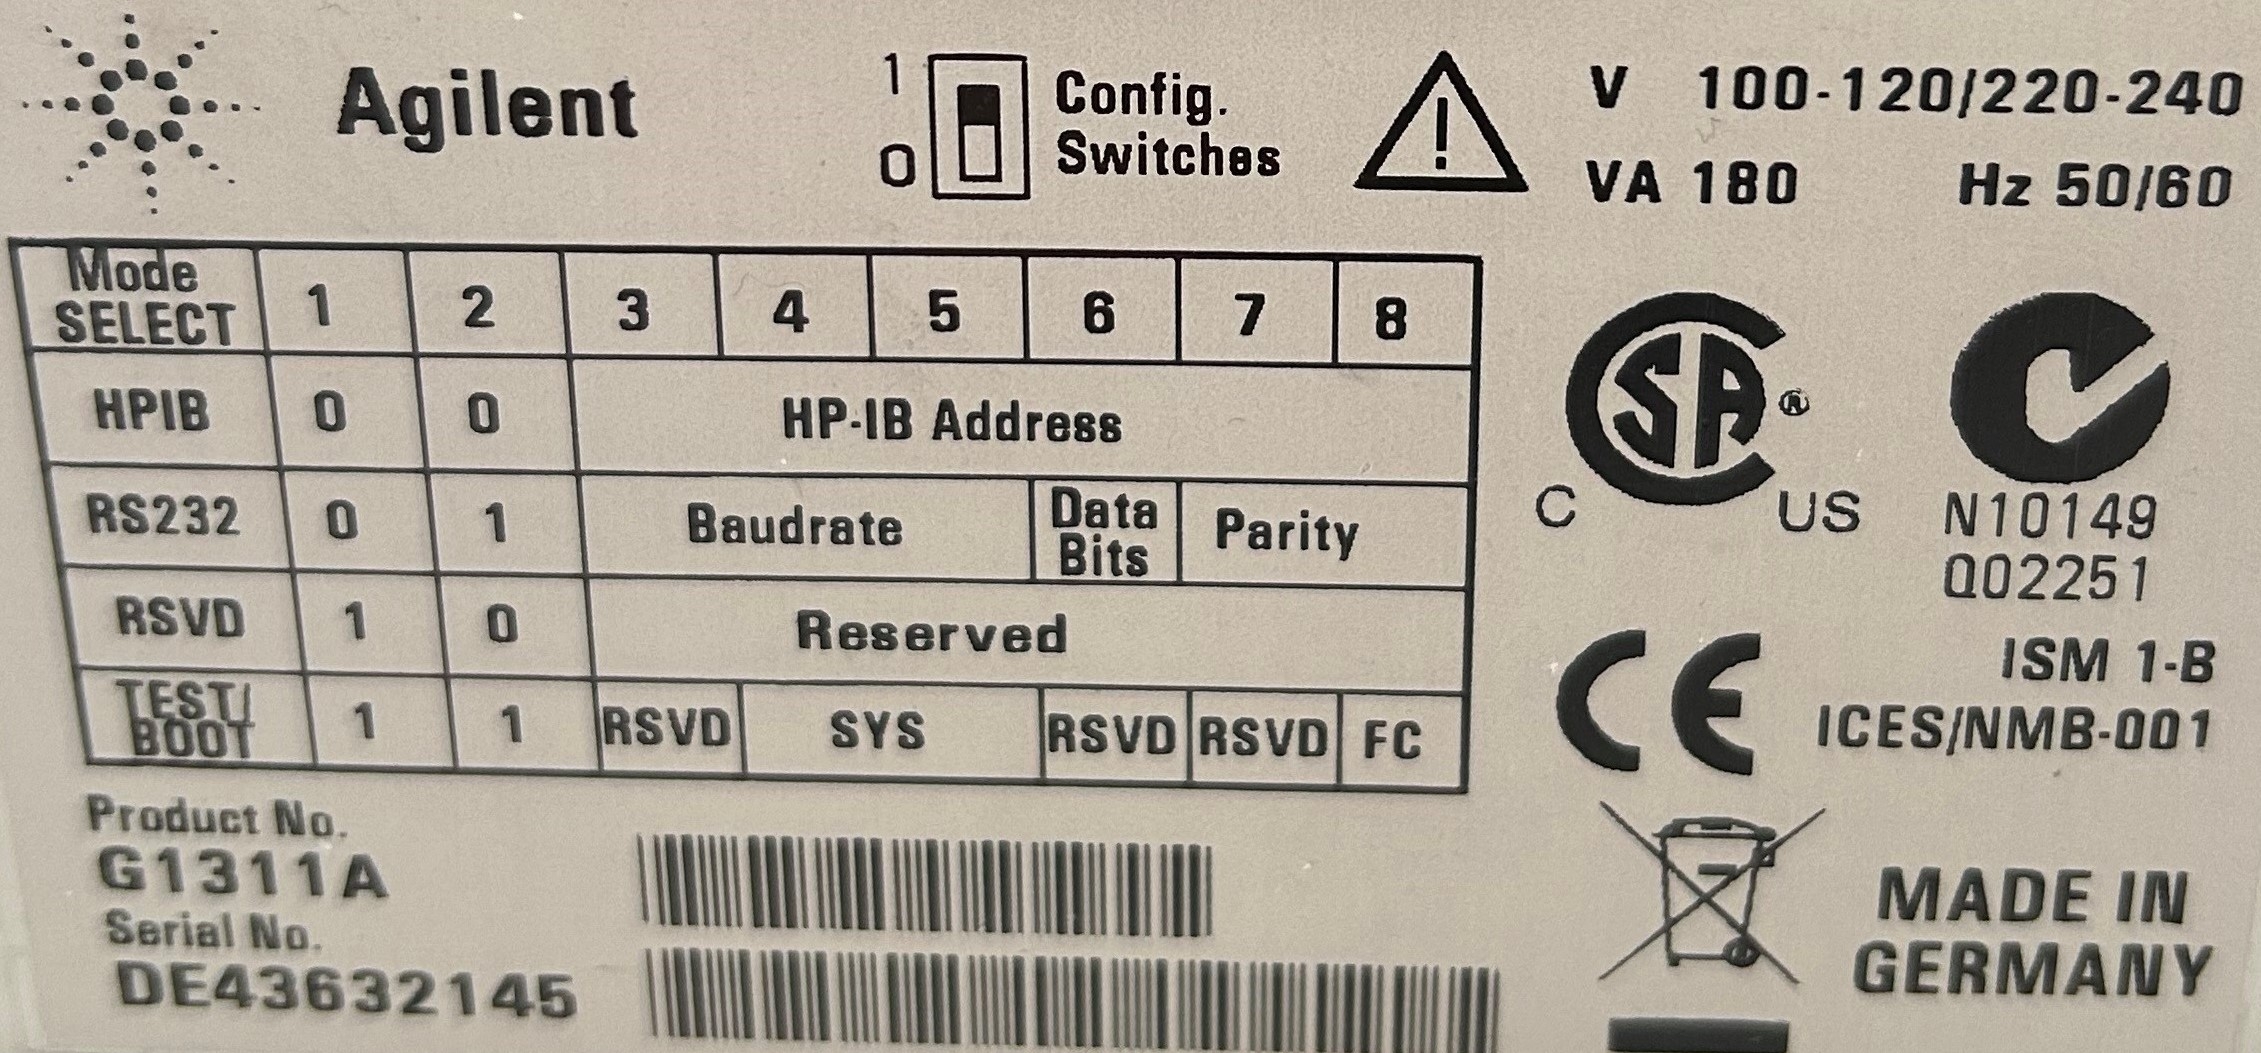 Agilent
1
0
Config.
Switches
V 100-120/220-240
VA 180 Hz 50/60
Mode
SELECT 1 2 3 4 5 6 7 8
HPIB 0 0 HP-IB Address
RS232 0 1 Baudrate Data Bits Parity
RSVD 1 0 Reserved
TEST/
BOOT 1 1 RSVD SYS RSVD RSVD FC
Product No.
G1311A
Serial No.
DE43632145
SA ®
C US
N10149
Q02251
CE
ISM 1-B
ICES/NMB-001
MADE IN
GERMANY